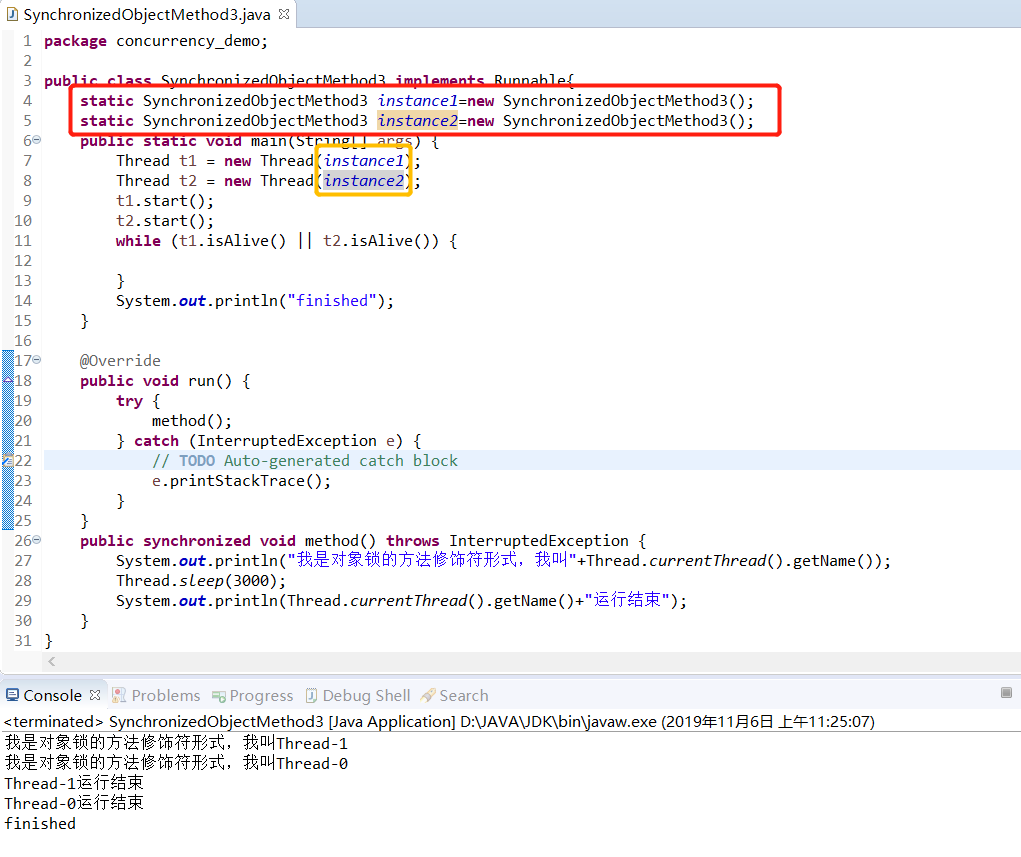 SynchronizedObjectMethod3.java
1 package concurrency_demo;
2
3 public class SynchronizedObjectMethod3 implements Runnable{
4 static SynchronizedObjectMethod3 instance1=new SynchronizedObjectMethod3();
5 static SynchronizedObjectMethod3 instance2=new SynchronizedObjectMethod3();
6 public static void main(String[] args) {
7 Thread t1 = new Thread(instance1);
8 Thread t2 = new Thread(instance2);
9 t1.start();
10 t2.start();
11 while (t1.isAlive() || t2.isAlive()) {
12
13 }
14 System.out.println("finished");
15 }
16
17 @Override
18 public void run() {
19 try {
20 method();
21 } catch (InterruptedException e) {
22 // TODO Auto-generated catch block
23 e.printStackTrace();
24 }
25 }
26 public synchronized void method() throws InterruptedException {
27 System.out.println("我是对象锁的方法修饰符形式，我叫"+Thread.currentThread().getName());
28 Thread.sleep(3000);
29 System.out.println(Thread.currentThread().getName()+"运行结束");
30 }
31 }
Console Problems Progress Debug Shell Search
<terminated> SynchronizedObjectMethod3 [Java Application] D:\JAVA\JDK\bin\javaw.exe (2019年11月6日 上午11:25:07)
我是对象锁的方法修饰符形式，我叫Thread-1
我是对象锁的方法修饰符形式，我叫Thread-0
Thread-1运行结束
Thread-0运行结束
finished